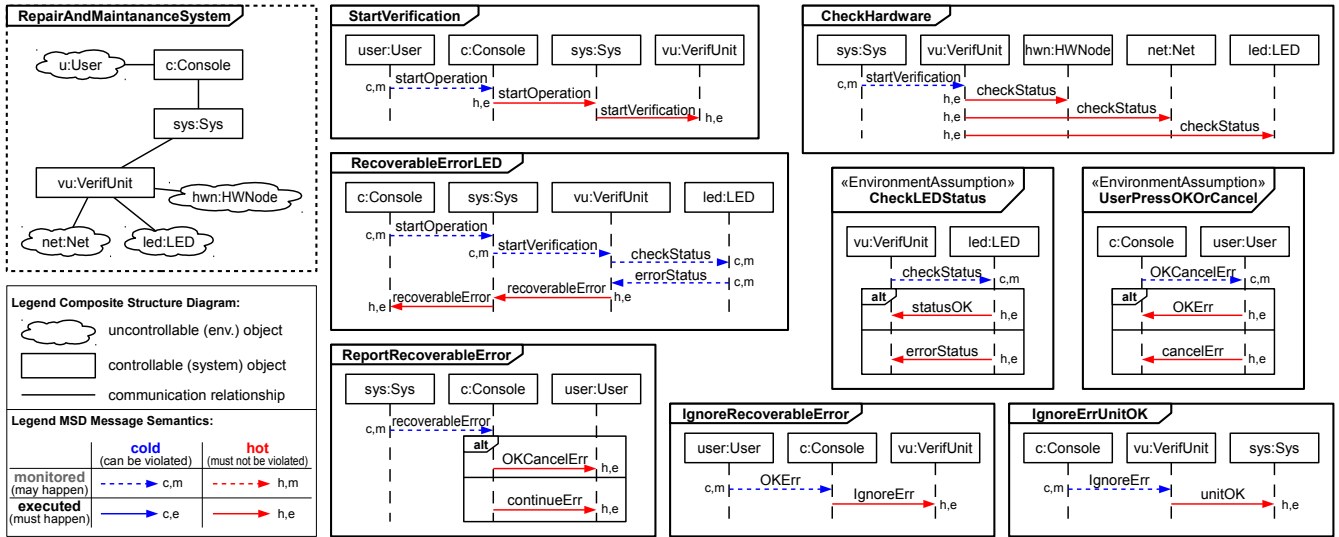 RepairAndMaintananceSystem
u:User
c:Console
sys:Sys
vu:VerifUnit
hwn:HWNode
net:Net
led:LED
Legend Composite Structure Diagram:
uncontrollable (env.) object
controllable (system) object
communication relationship
Legend MSD Message Semantics:
cold
(can be violated)
hot
(must not be violated)
monitored
(may happen)
c,m
h,m
executed
(must happen)
c,e
h,e
StartVerification
user:User c:Console sys:Sys vu:VerifUnit
c,m startOperation
h,e startOperation
startVerification h,e
RecoverableErrorLED
c:Console sys:Sys vu:VerifUnit led:LED
c,m startOperation
c,m startVerification
checkStatus c,m
errorStatus c,m
recoverableError h,e
h,e recoverableError
ReportRecoverableError
sys:Sys c:Console user:User
c,m recoverableError
alt
OKCancelErr h,e
continueErr h,e
CheckHardware
sys:Sys vu:VerifUnit hwn:HWNode net:Net led:LED
c,m startVerification
h,e checkStatus
h,e checkStatus
h,e checkStatus
«EnvironmentAssumption»
CheckLEDStatus
vu:VerifUnit led:LED
checkStatus c,m
alt
statusOK h,e
errorStatus h,e
«EnvironmentAssumption»
UserPressOKOrCancel
c:Console user:User
OKCancelErr c,m
alt
OKErr h,e
cancelErr h,e
IgnoreRecoverableError
user:User c:Console vu:VerifUnit
c,m OKErr
IgnoreErr h,e
IgnoreErrUnitOK
c:Console vu:VerifUnit sys:Sys
c,m IgnoreErr
unitOK h,e